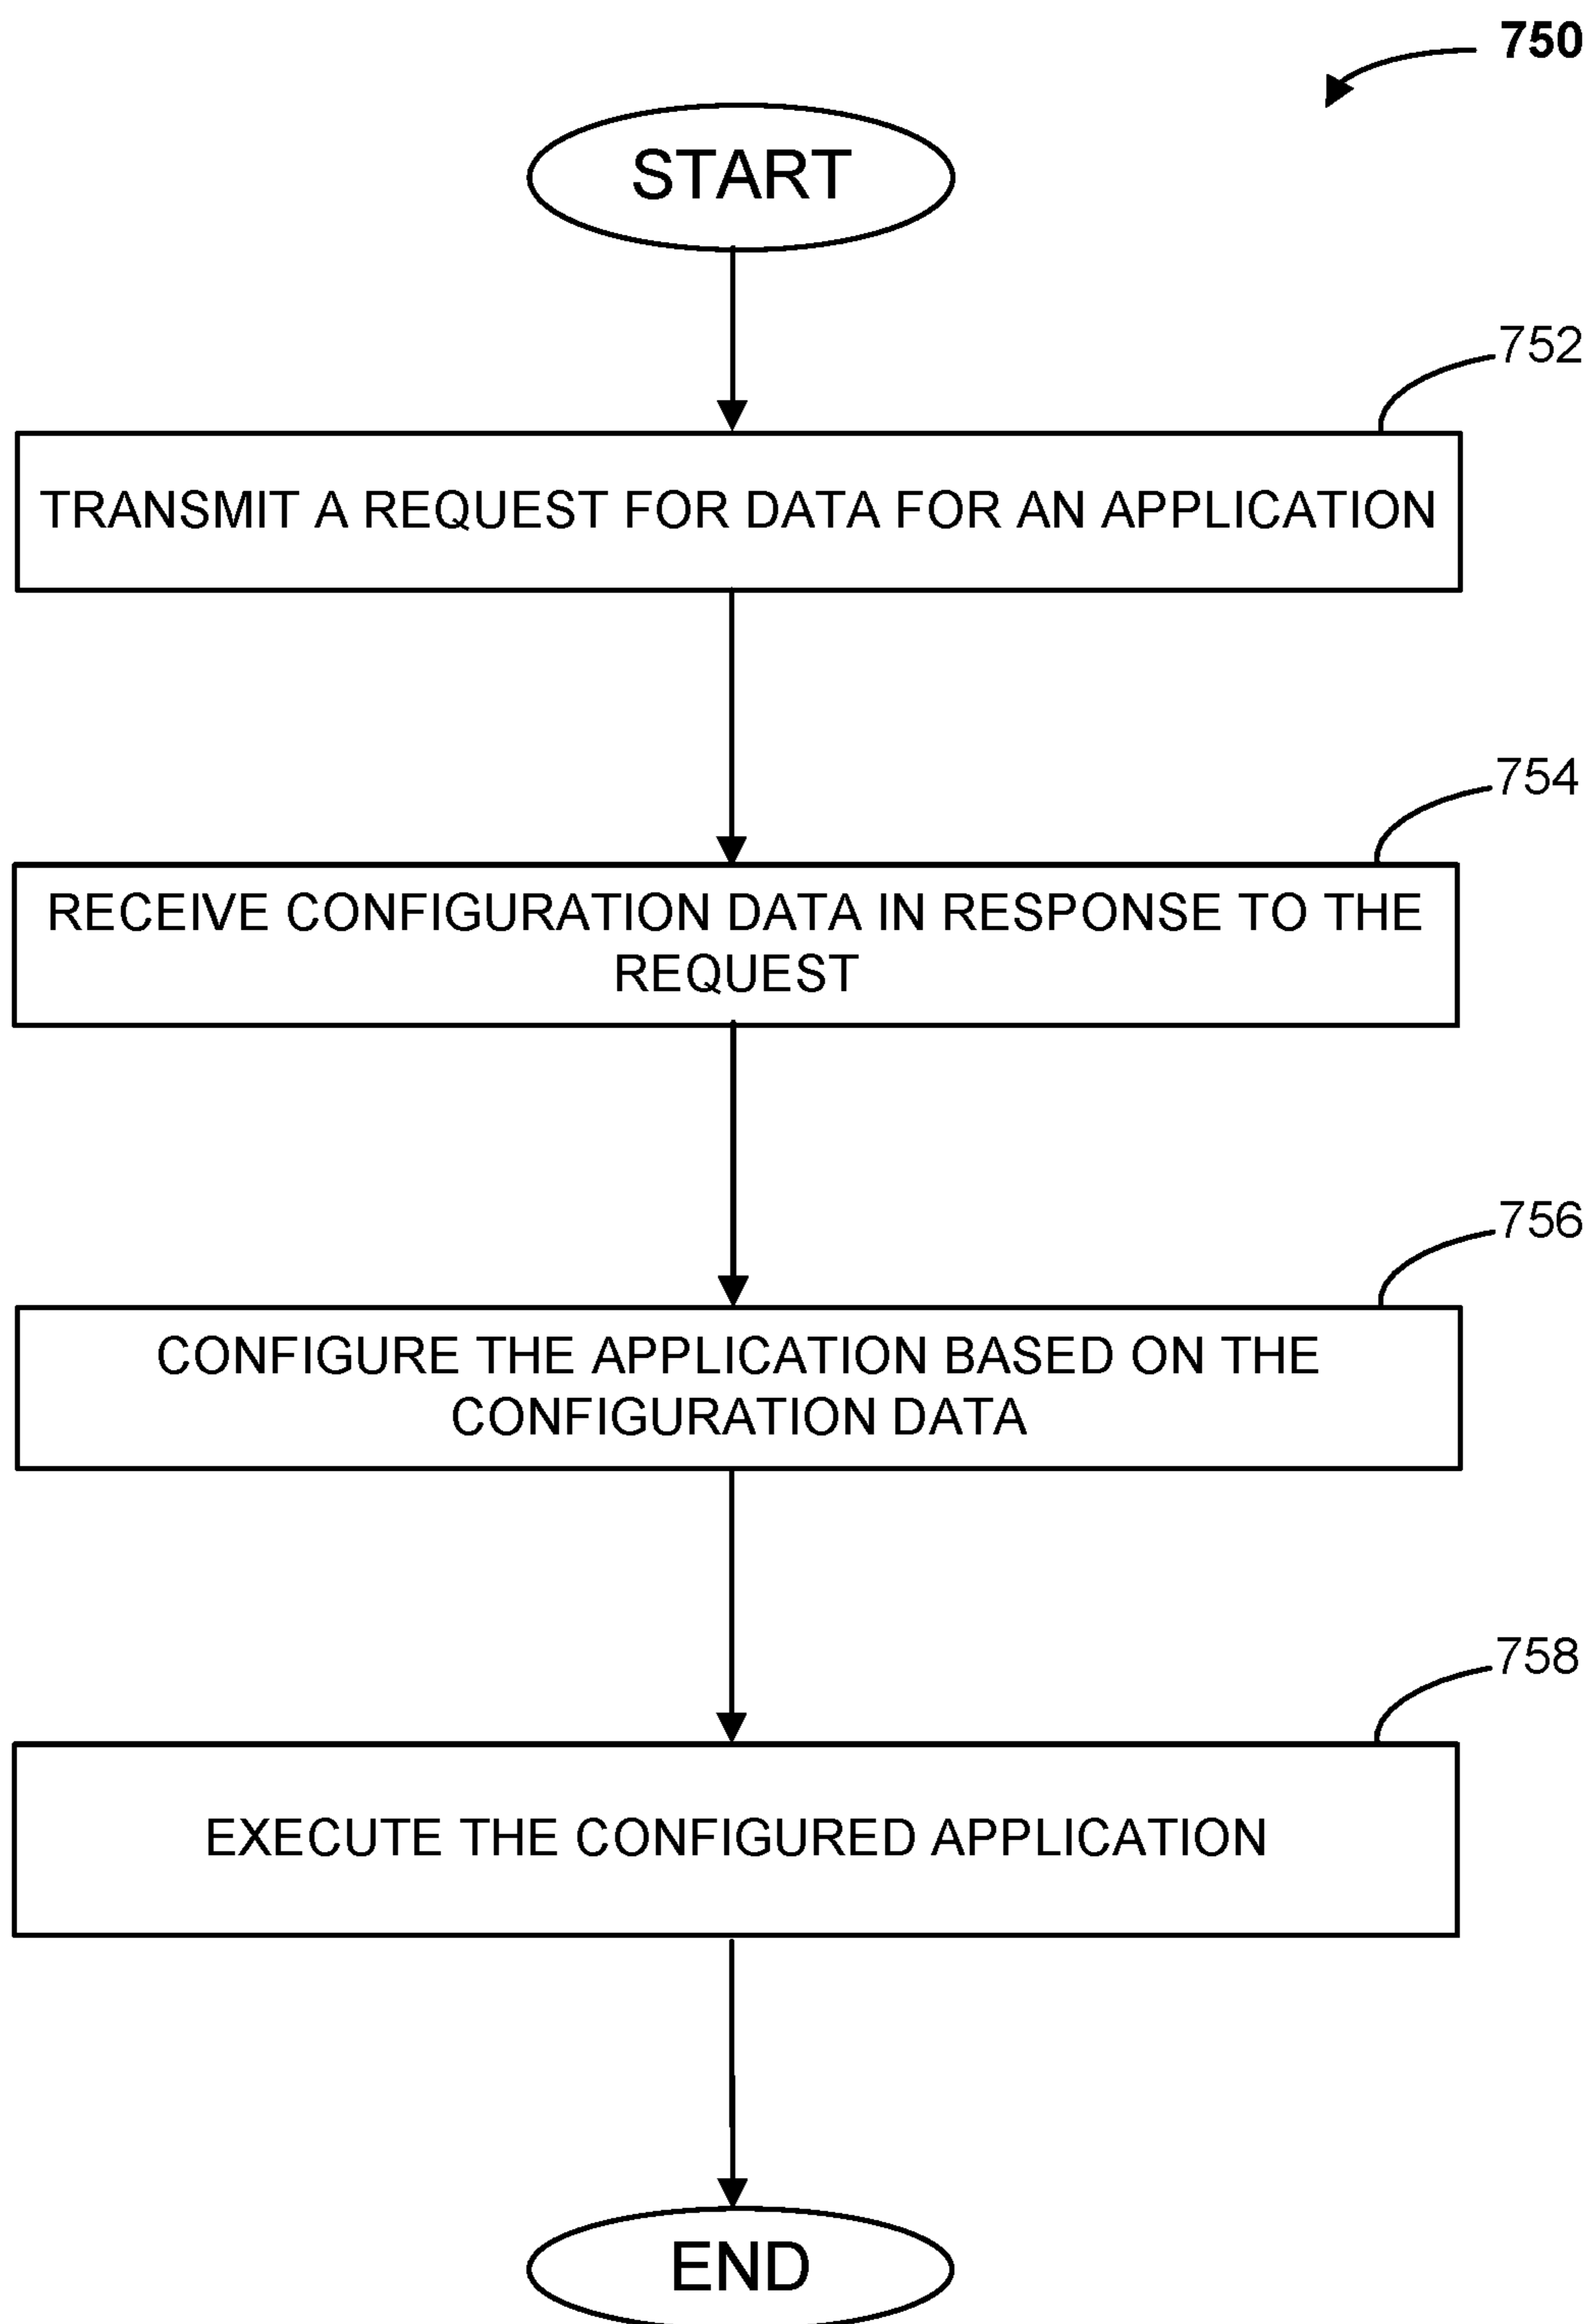 750
START
752
TRANSMIT A REQUEST FOR DATA FOR AN APPLICATION
754
RECEIVE CONFIGURATION DATA IN RESPONSE TO THE
REQUEST
756
CONFIGURE THE APPLICATION BASED ON THE
CONFIGURATION DATA
758
EXECUTE THE CONFIGURED APPLICATION
END